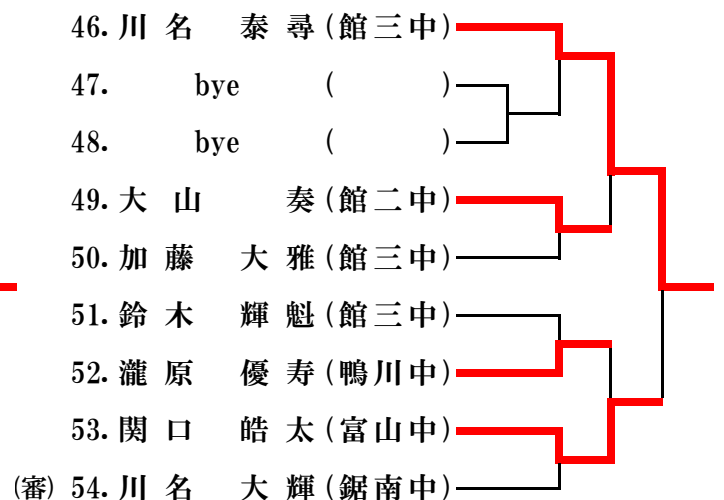 46. 川名 泰尋(館三中)
47. bye ( )
48. bye ( )
49. 大山 奏(館二中)
50. 加藤 大雅(館三中)
51. 鈴木 輝魁(館三中)
52. 瀧原 優寿(鴨川中)
53. 関口 皓太(富山中)
(審) 54. 川名 大輝(鋸南中)